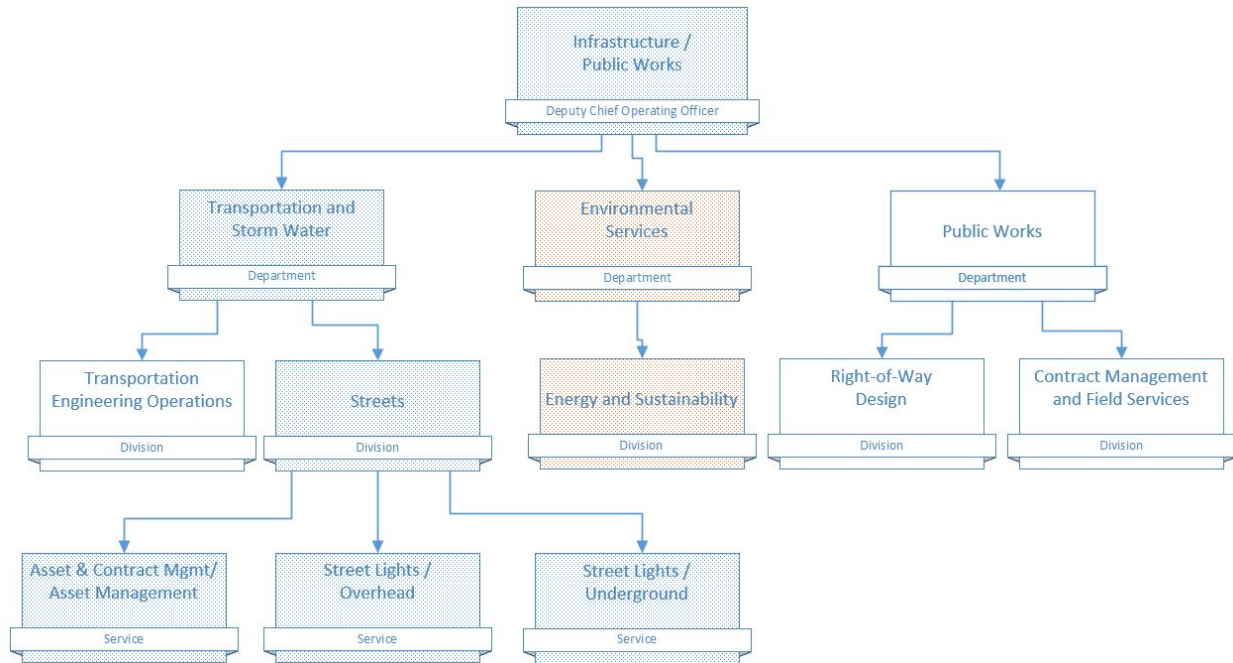 Infrastructure /
Public Works
Deputy Chief Operating Officer
Transportation and
Storm Water
Department
Environmental
Services
Department
Public Works
Department
Transportation
Engineering Operations
Division
Streets
Division
Energy and Sustainability
Division
Right-of-Way
Design
Division
Contract Management
and Field Services
Division
Asset & Contract Mgmt/
Asset Management
Service
Street Lights /
Overhead
Service
Street Lights /
Underground
Service